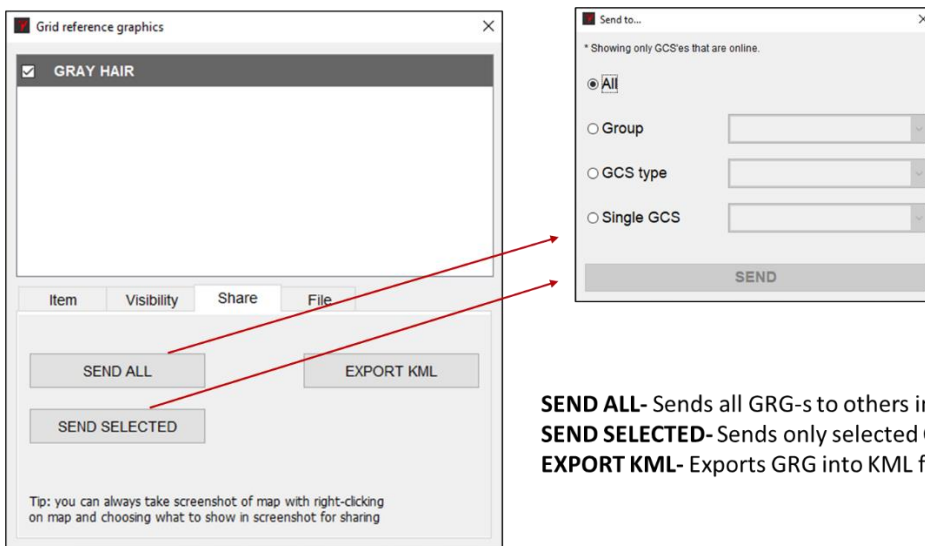 Grid reference graphics
GRAY HAIR
Item Visibility Share File
SEND ALL EXPORT KML
SEND SELECTED
Tip: you can always take screenshot of map with right-clicking
on map and choosing what to show in screenshot for sharing
Send to...
* Showing only GCS'es that are online.
All
Group
GCS type
Single GCS
SEND
SEND ALL- Sends all GRG-s to others
SEND SELECTED- Sends only selected
EXPORT KML- Exports GRG into KML